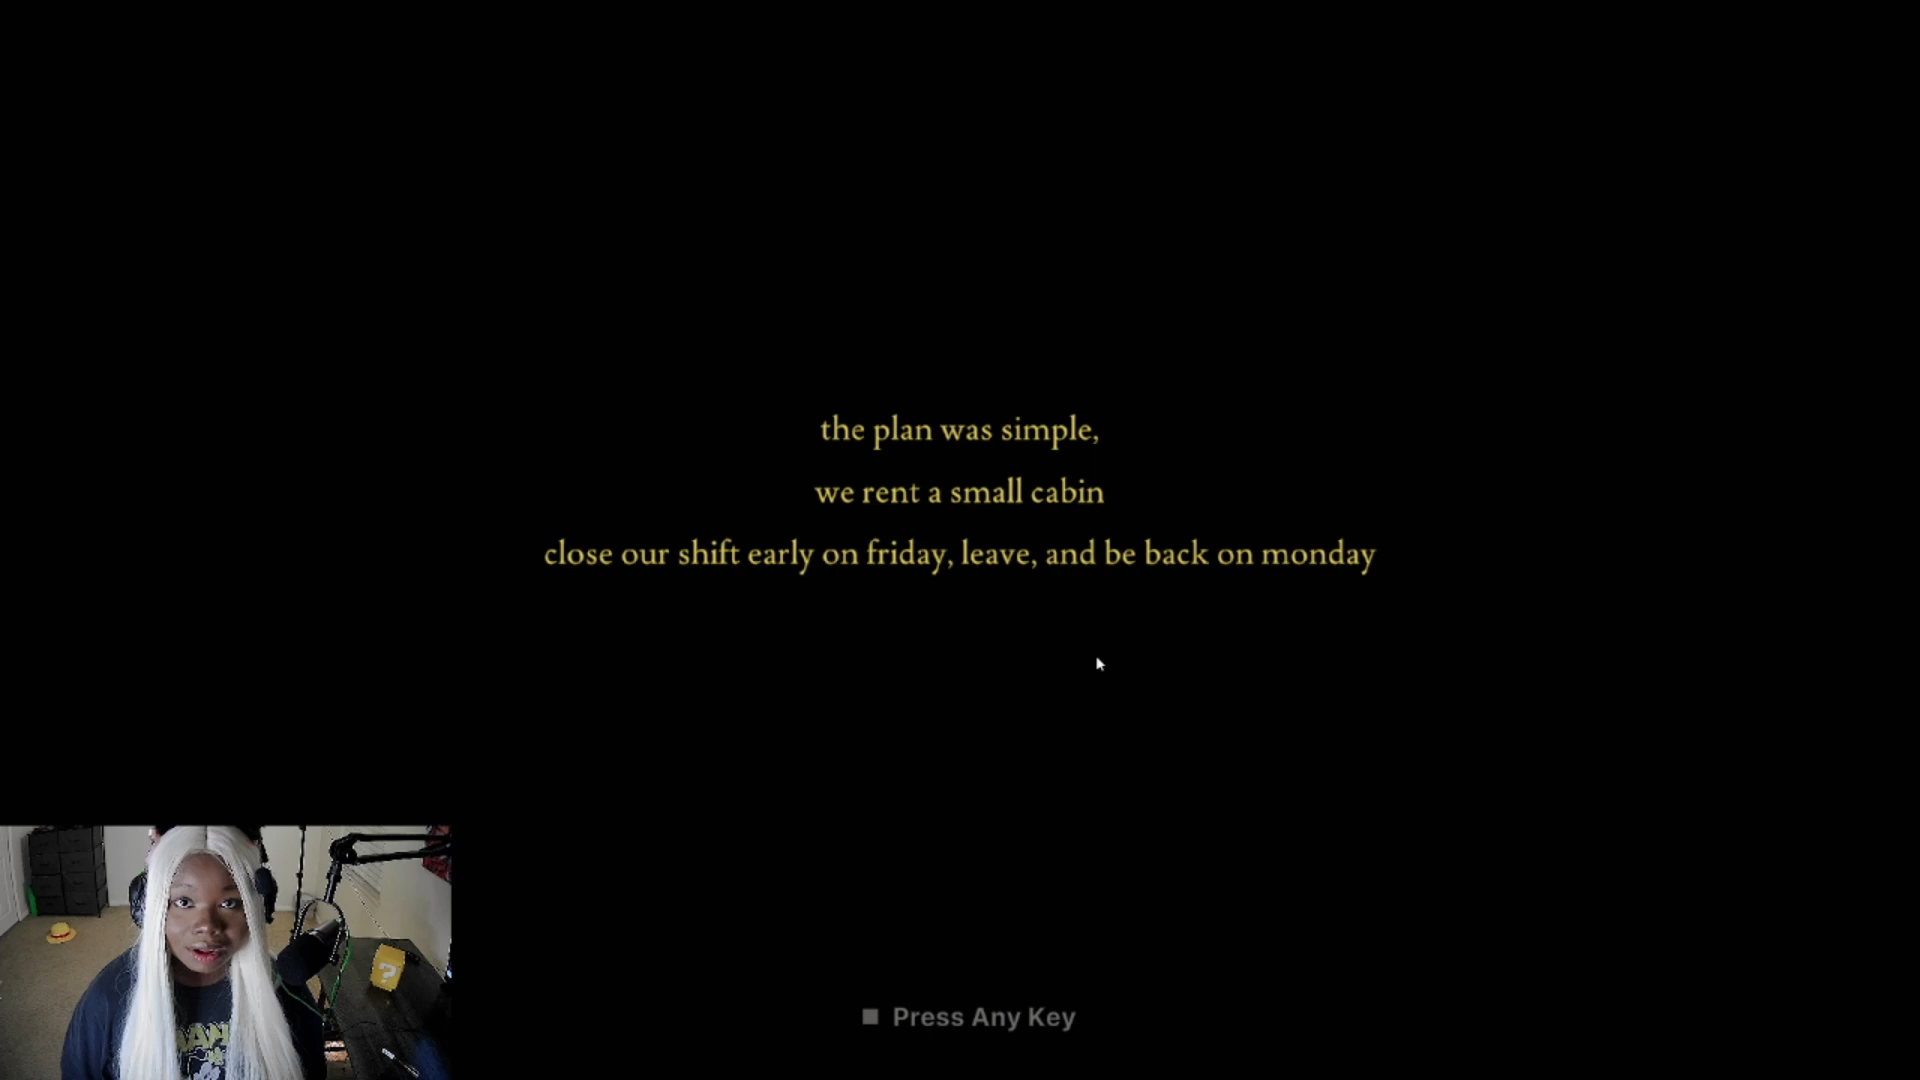 the plan was simple,
we rent a small cabin
close our shift early on friday, leave, and be back on monday
Press Any Key
?